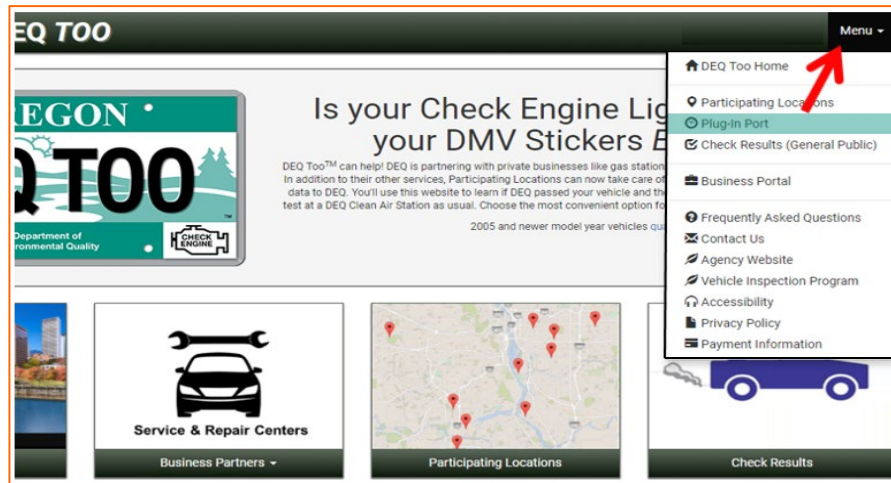 EQ TOO
Menu
DEQ Too Home
Participating Locations
Plug-In Port
Check Results (General Public)
Business Portal
Frequently Asked Questions
Contact Us
Agency Website
Vehicle Inspection Program
Accessibility
Privacy Policy
Payment Information
EGON
Q TOO
TM
Department of
ronmental Quality
CHECK
ENGINE
Is your Check Engine Lig
your DMV Stickers E
DEQ Too™ can help! DEQ is partnering with private businesses like gas station
In addition to their other services, Participating Locations can now take care of
data to DEQ. You'll use this website to learn if DEQ passed your vehicle and the
test at a DEQ Clean Air Station as usual. Choose the most convenient option fo
2005 and newer model year vehicles qu
Service & Repair Centers
Business Partners
Participating Locations
Check Results